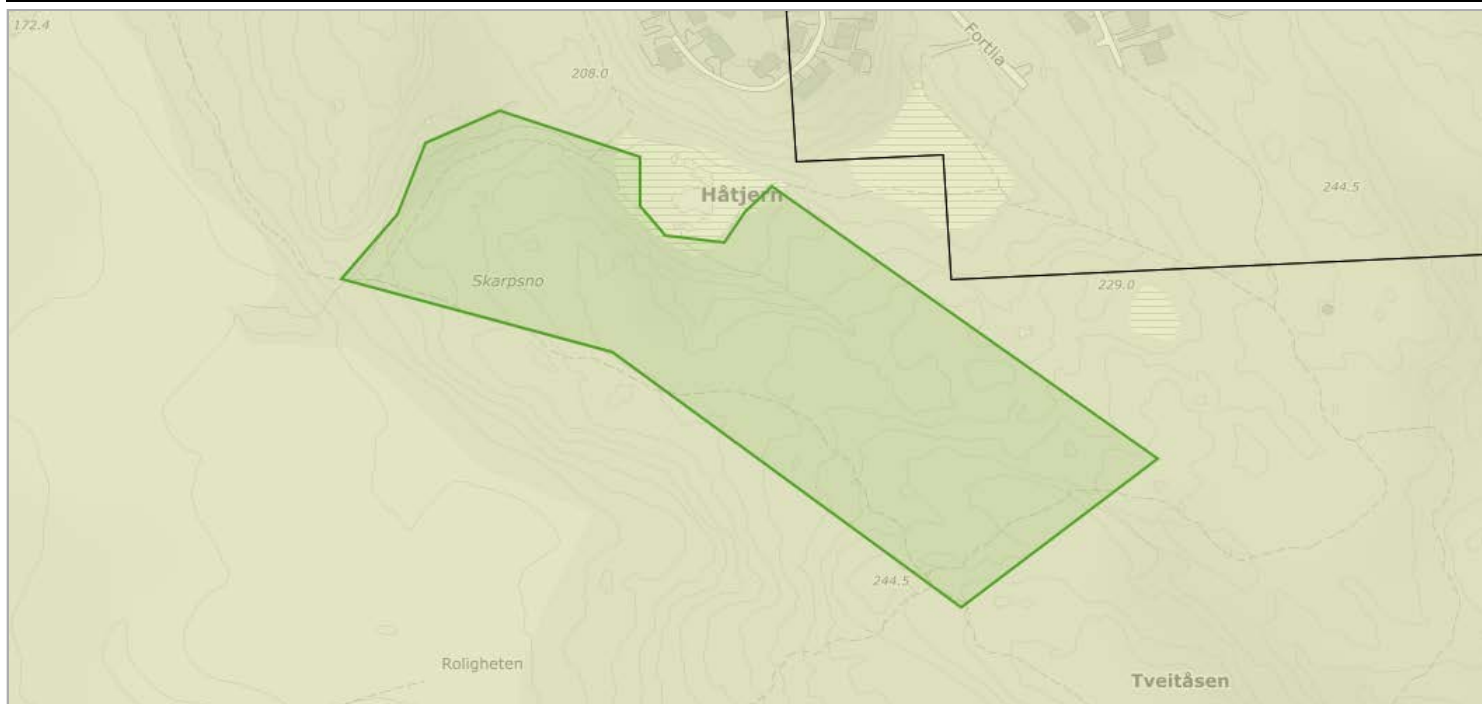 172.4
Fortlia
208.0
Håtjern
244.5
Skarpsno
229.0
244.5
Roligheten
Tveitåsen